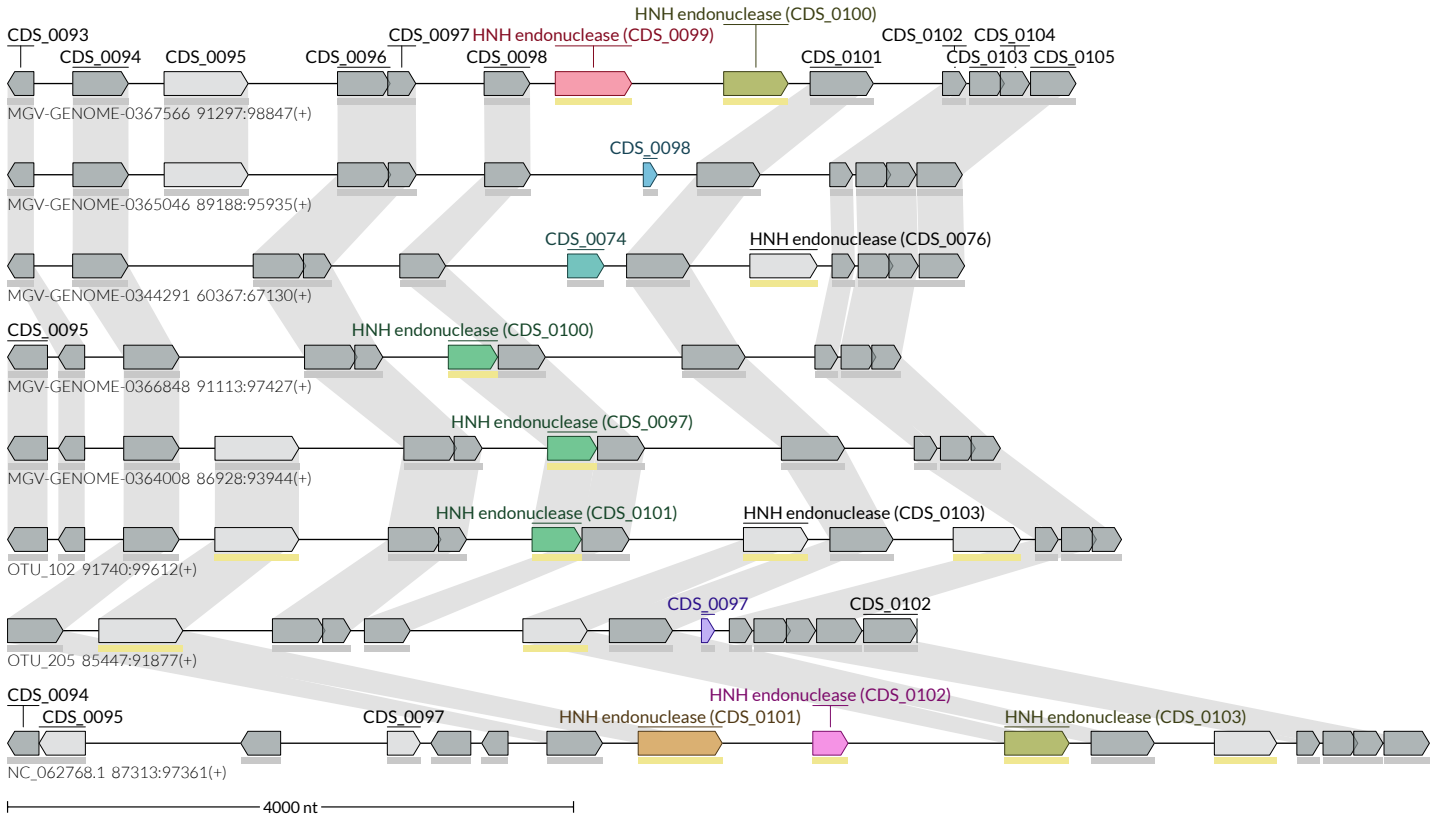 HNH endonuclease (CDS_0100)
CDS_0093 CDS_0097 HNH endonuclease (CDS_0099) CDS_0102 CDS_0104
CDS_0094 CDS_0095 CDS_0096 CDS_0098 CDS_0101 CDS_0103 CDS_0105
MGV-GENOME-0367566 91297:98847(+)
CDS_0098
MGV-GENOME-0365046 89188:95935(+)
CDS_0074 HNH endonuclease (CDS_0076)
MGV-GENOME-0344291 60367:67130(+)
CDS_0095 HNH endonuclease (CDS_0100)
MGV-GENOME-0366848 91113:97427(+)
HNH endonuclease (CDS_0097)
MGV-GENOME-0364008 86928:93944(+)
HNH endonuclease (CDS_0101) HNH endonuclease (CDS_0103)
OTU_102 91740:99612(+)
CDS_0097 CDS_0102
OTU_205 85447:91877(+)
CDS_0094 HNH endonuclease (CDS_0102)
CDS_0095 CDS_0097 HNH endonuclease (CDS_0101) HNH endonuclease (CDS_0103)
NC_062768.1 87313:97361(+)
4000 nt